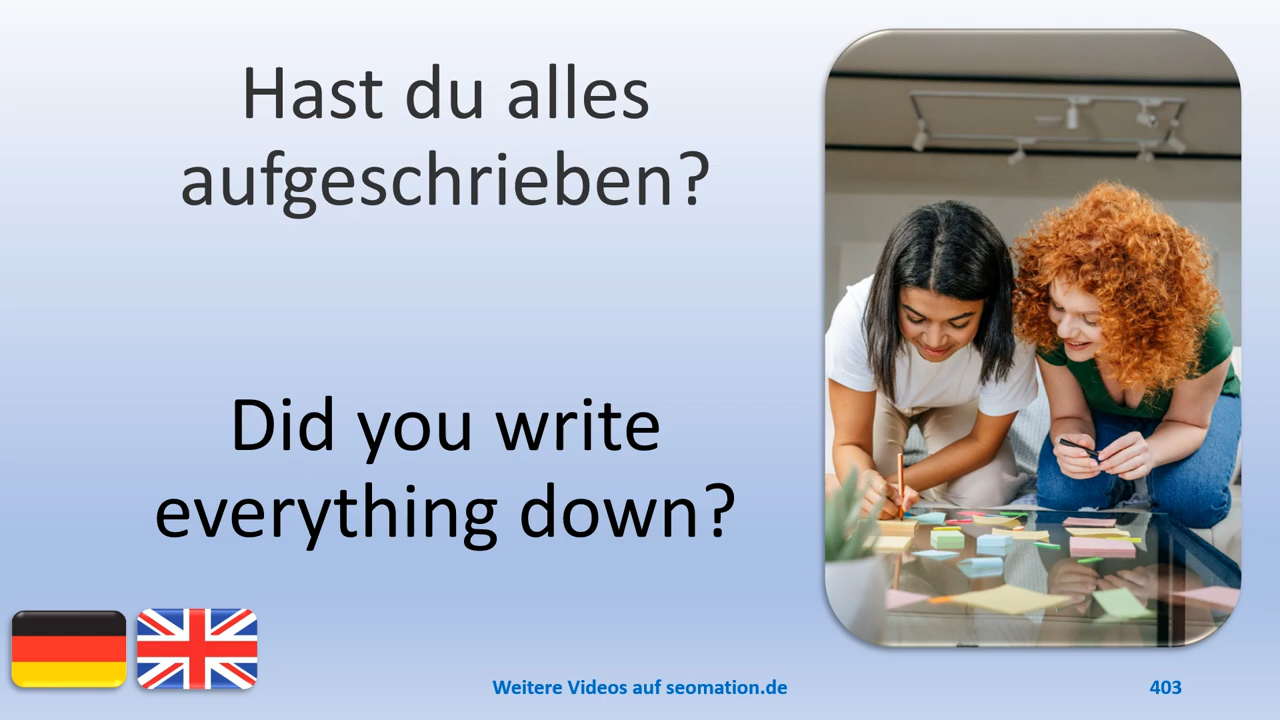 Hast du alles
aufgeschrieben?
Did you write
everything down?
Weitere Videos auf seomation.de
403